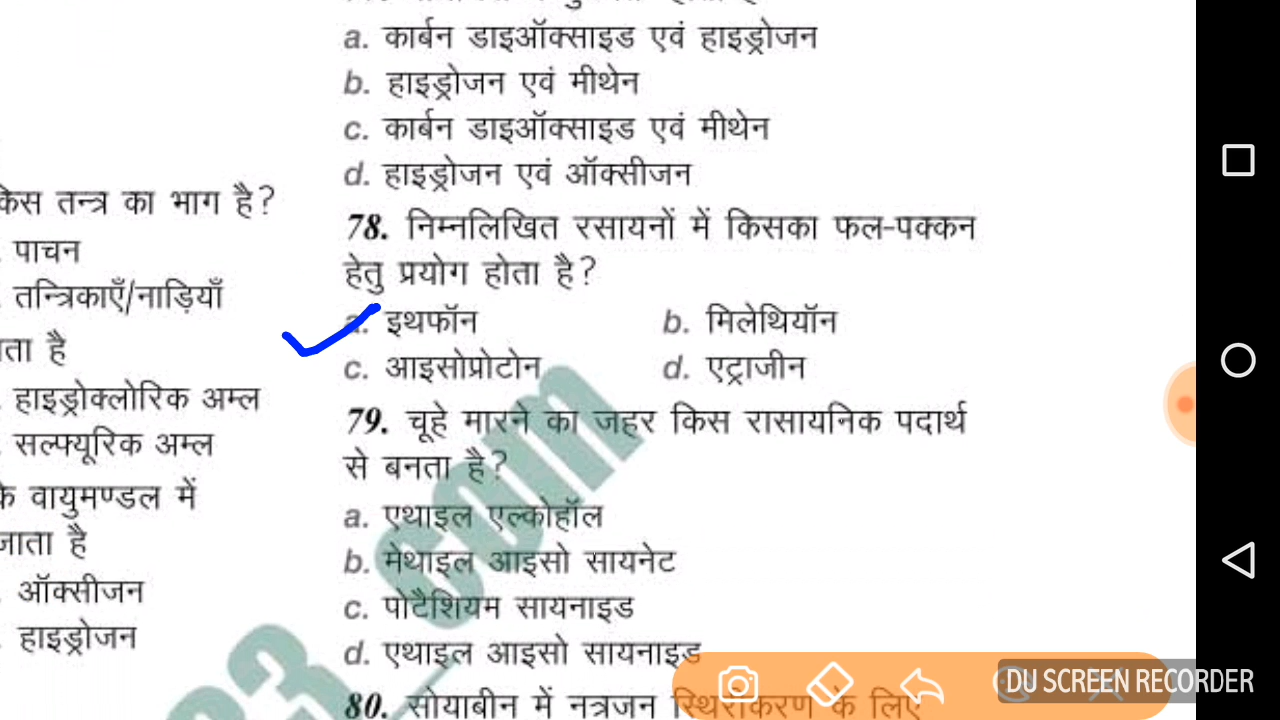 किस तन्त्र का भाग है?
. पाचन
. तन्त्रिकाएँ/नाड़ियाँ
. हाइड्रोक्लोरिक अम्ल
. सल्फ्यूरिक अम्ल
के वायुमण्डल में
जाता है
. ऑक्सीजन
. हाइड्रोजन
a. कार्बन डाइऑक्साइड एवं हाइड्रोजन
b. हाइड्रोजन एवं मीथेन
c. कार्बन डाइऑक्साइड एवं मीथेन
d. हाइड्रोजन एवं ऑक्सीजन
78. निम्नलिखित रसायनों में किसका फल-पक्कन
हेतु प्रयोग होता है?
a. इथफॉन b. मिलेथियॉन
c. आइसोप्रोटोन d. एट्राजीन
79. चूहे मारने का जहर किस रासायनिक पदार्थ
से बनता है?
a. एथाइल एल्कोहॉल
b. मेथाइल आइसो सायनेट
c. पोटैशियम सायनाइड
d. एथाइल आइसो सायनाइड
80. सोयाबीन में नत्रजन स्थिरीकरण के लिए
DU SCREEN RECORDER